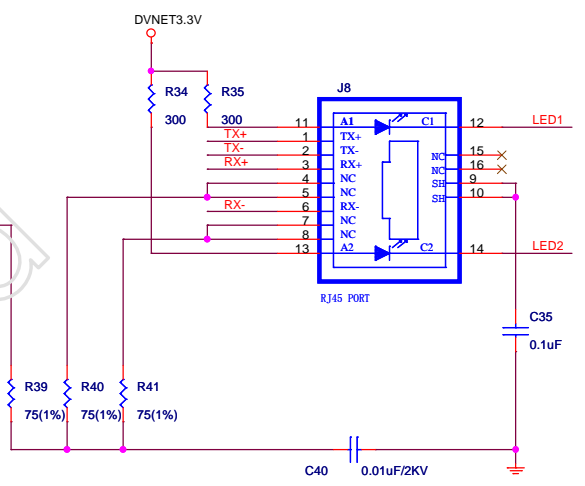 DVNET3.3V
R34 R35 J8
300 300
11 A1 C1 12 LED1
TX+ 1 TX+
TX- 2 TX- NC 15
RX+ 3 RX+ NC 16
4 NC SH 9
5 NC SH 10
RX- 6 RX-
7 NC
8 NC
13 A2 C2 14 LED2
RJ45 PORT
C35
0.1uF
R39 R40 R41
75(1%) 75(1%) 75(1%)
C40 0.01uF/2KV